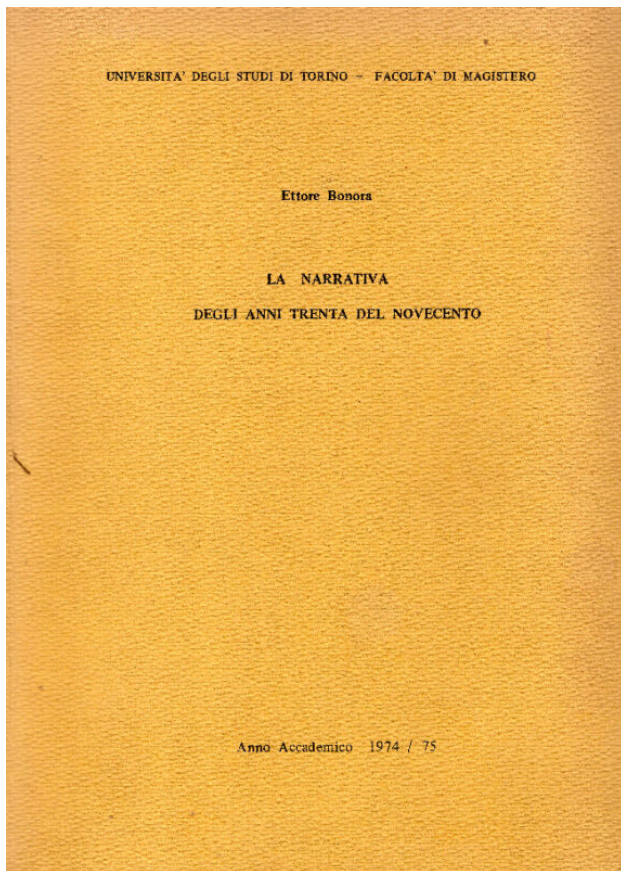 UNIVERSITA' DEGLI STUDI DI TORINO - FACOLTA' DI MAGISTERO
Ettore Bonora
LA NARRATIVA
DEGLI ANNI TRENTA DEL NOVECENTO
Anno Accademico 1974 / 75